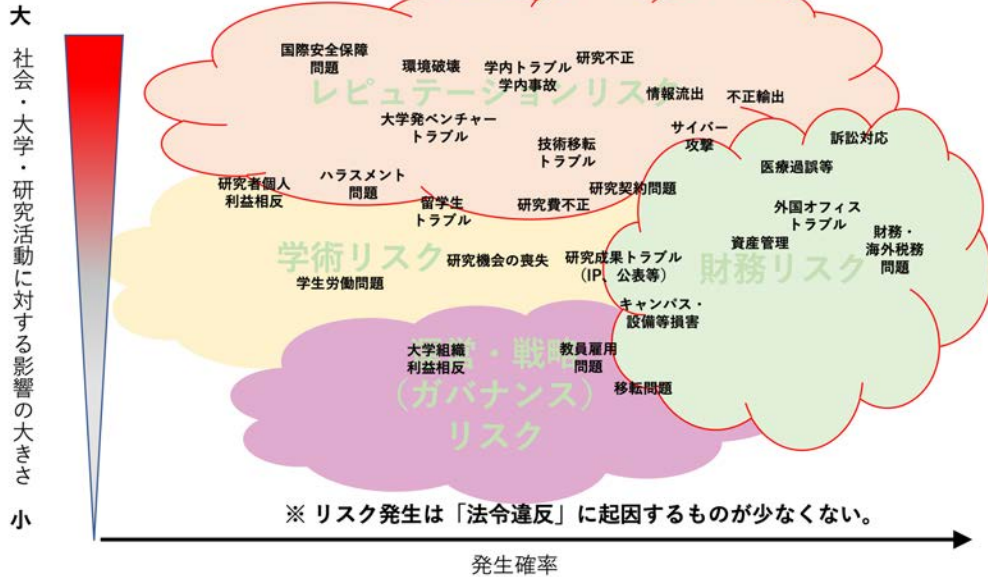 大
社会・大学・研究活動に対する影響の大きさ
小
国際安全保障
問題
環境破壊
学内トラブル
学内事故
研究不正
レピュテーションリスク
情報流出
不正輸出
大学発ベンチャー
トラブル
技術移転
トラブル
サイバー
攻撃
訴訟対応
医療過誤等
研究者個人
利益相反
ハラスメント
問題
留学生
トラブル
研究費不正
研究契約問題
外国オフィス
トラブル
資産管理
財務・
海外税務
問題
学術リスク
研究機会の喪失
研究成果トラブル
（IP、公表等）
財務リスク
学生労働問題
キャンパス・
設備等損害
大学組織
利益相反
教員雇用
問題
移転問題
運営・戦略
（ガバナンス）
リスク
※ リスク発生は「法令違反」に起因するものが少なくない。
発生確率